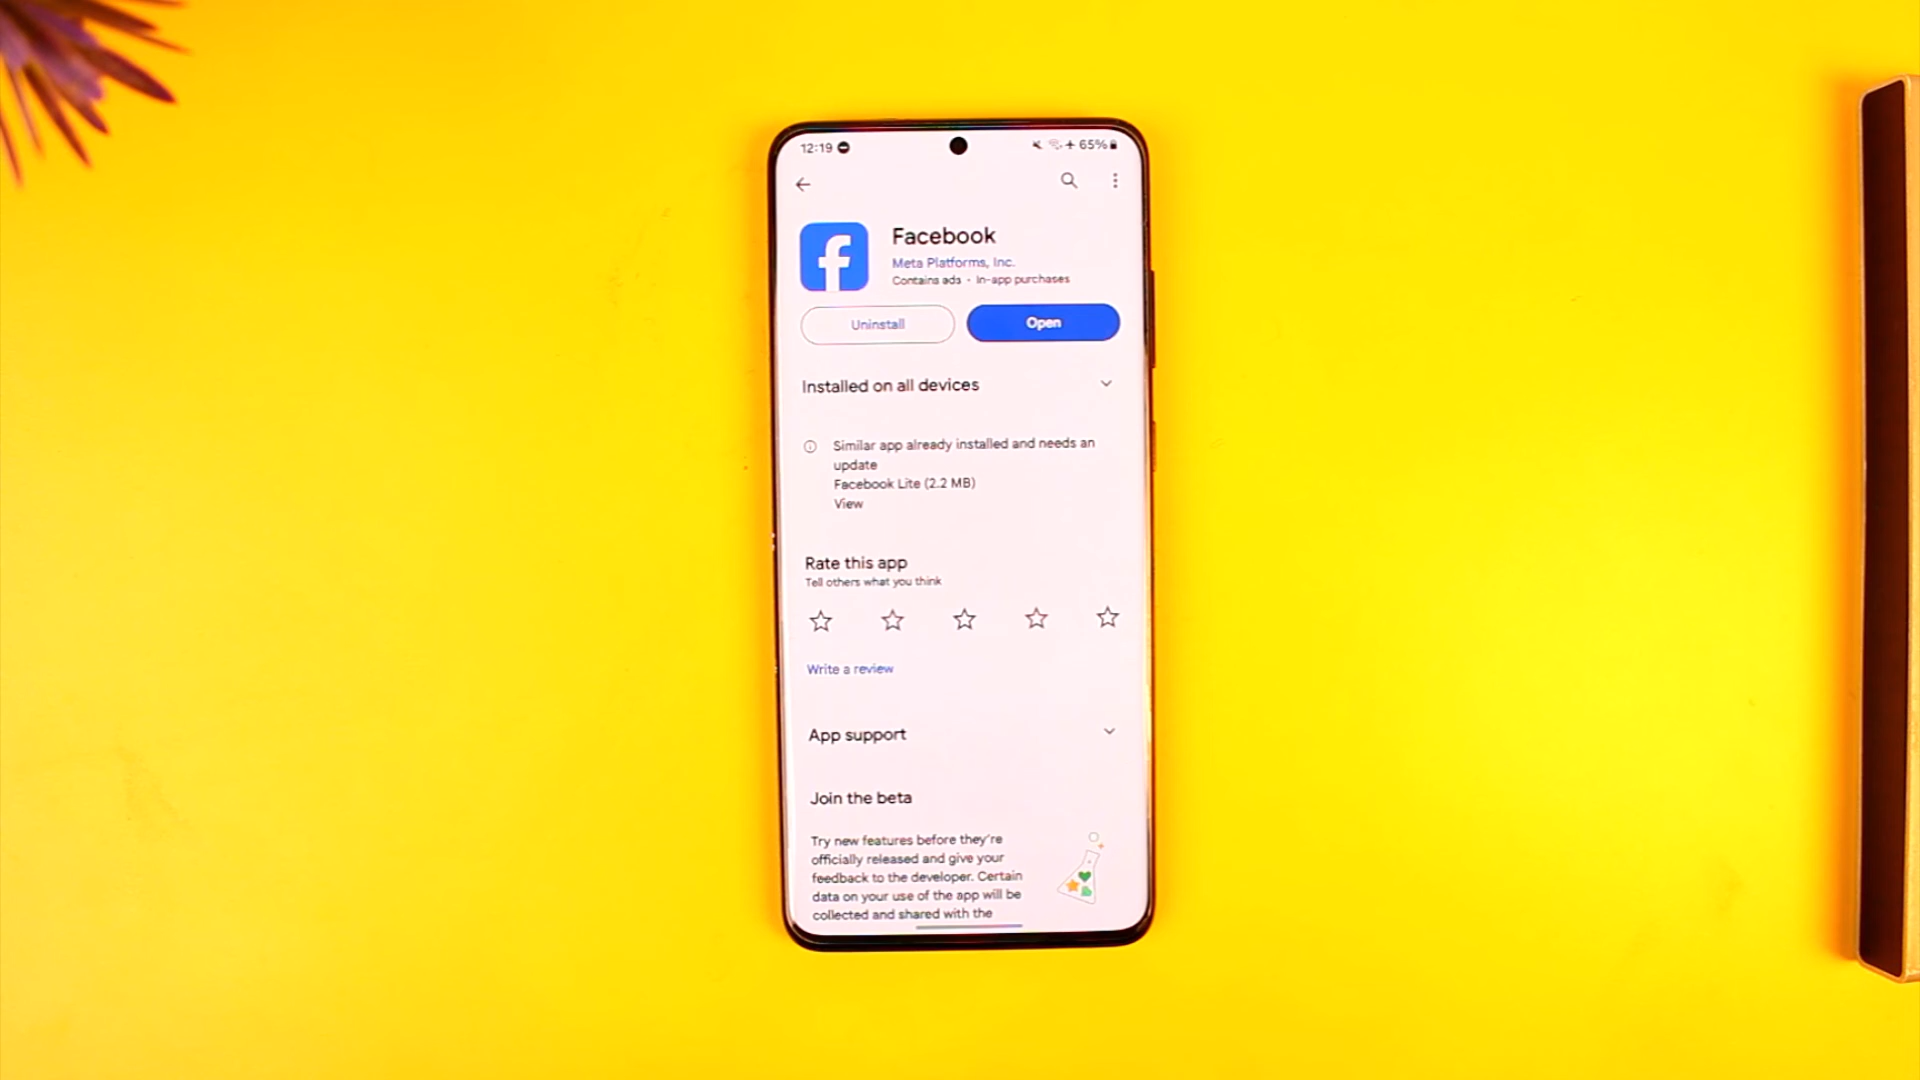 12:19 65%
Facebook
Meta Platforms, Inc.
Contains ads • In-app purchases
Uninstall Open
Installed on all devices
Similar app already installed and needs an
update
Facebook Lite (2.2 MB)
View
Rate this app
Tell others what you think
Write a review
App support
Join the beta
Try new features before they're
officially released and give your
feedback to the developer. Certain
data on your use of the app will be
collected and shared with the